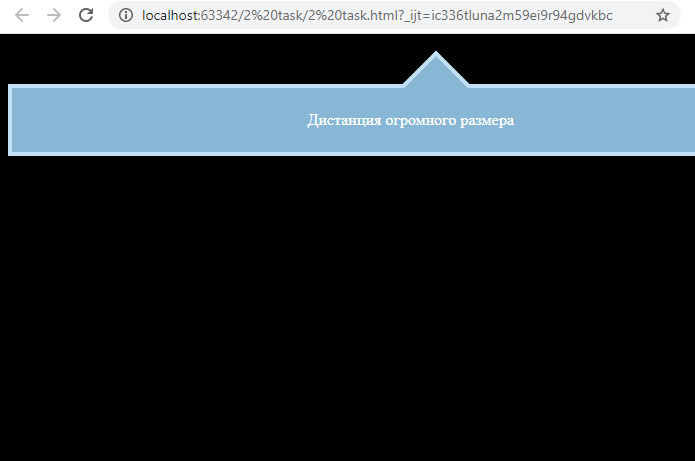 localhost:63342/2%20task/2%20task.html?_ijt=ic336tluna2m59ei9r94gdvkbc
Дистанция огромного размера